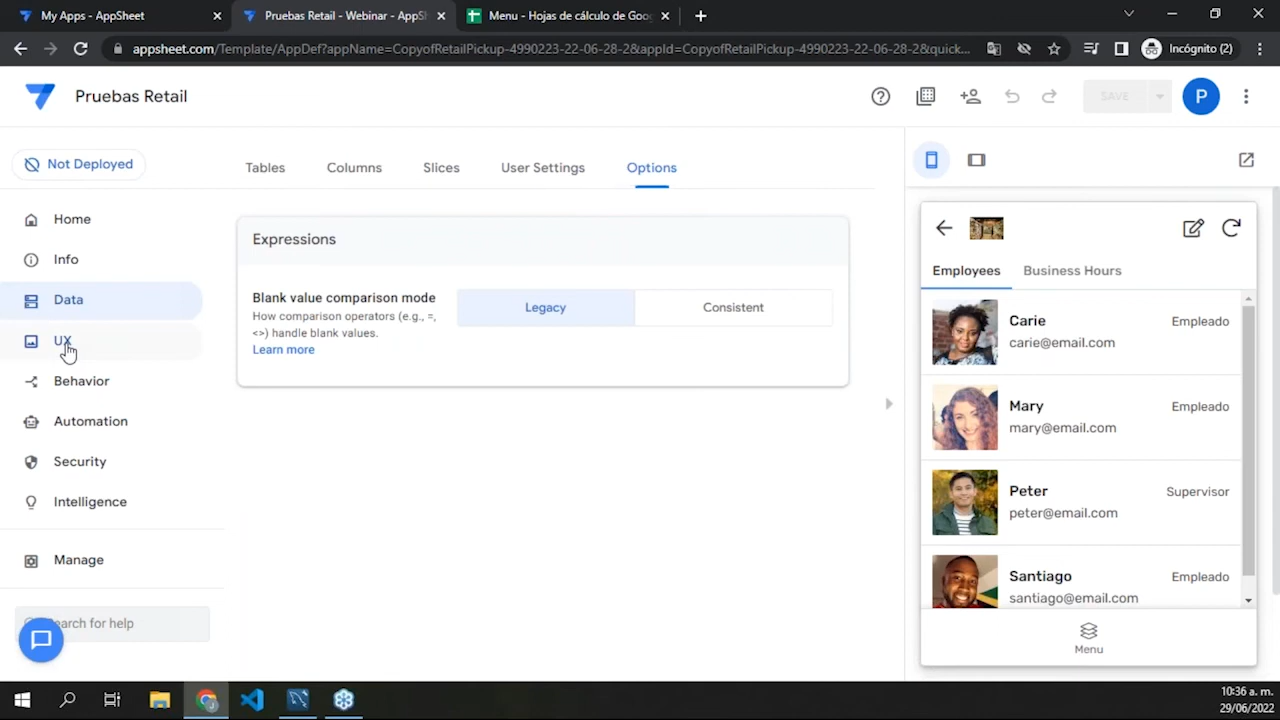 My Apps - AppSheet
Pruebas Retail - Webinar - AppSh
Menu - Hojas de cálculo de Goog
appsheet.com/Template/AppDef?appName=CopyofRetailPickup-4990223-22-06-28-2&appId=CopyofRetailPickup-4990223-22-06-28-2&quick...
Incógnito (2)
Pruebas Retail
SAVE
P
Not Deployed
Home
Info
Data
UX
Behavior
Automation
Security
Intelligence
Manage
Search for help
Tables
Columns
Slices
User Settings
Options
Expressions
Blank value comparison mode
How comparison operators (e.g., =,
<>) handle blank values.
Learn more
Legacy
Consistent
Employees
Business Hours
Carie
Empleado
carie@email.com
Mary
Empleado
mary@email.com
Peter
Supervisor
peter@email.com
Santiago
Empleado
santiago@email.com
Menu
10:36 a. m.
29/06/2022